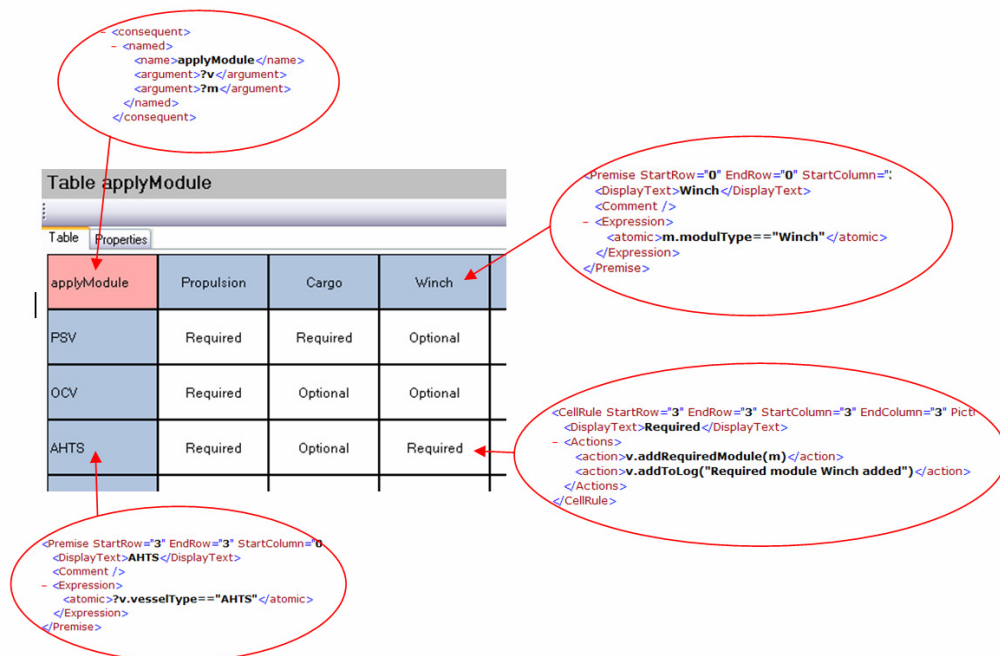 - <consequent>
- <named>
<name>applyModule</name>
<argument>?v</argument>
<argument>?m</argument>
</named>
</consequent>
<Premise StartRow="0" EndRow="0" StartColumn="
<DisplayText>Winch</DisplayText>
<Comment />
- <Expression>
<atomic>m.modulType=="Winch"</atomic>
</Expression>
</Premise>
Table applyModule
Table Properties
applyModule Propulsion Cargo Winch
PSV Required Required Optional
OCV Required Optional Optional
AHTS Required Optional Required
<CellRule StartRow="3" EndRow="3" StartColumn="3" EndColumn="3" Pict
<DisplayText>Required</DisplayText>
- <Actions>
<action>v.addRequiredModule(m)</action>
<action>v.addToLog("Required module Winch added")</action>
</Actions>
</CellRule>
<Premise StartRow="3" EndRow="3" StartColumn="0
<DisplayText>AHTS</DisplayText>
<Comment />
- <Expression>
<atomic>?v.vesselType=="AHTS"</atomic>
</Expression>
</Premise>